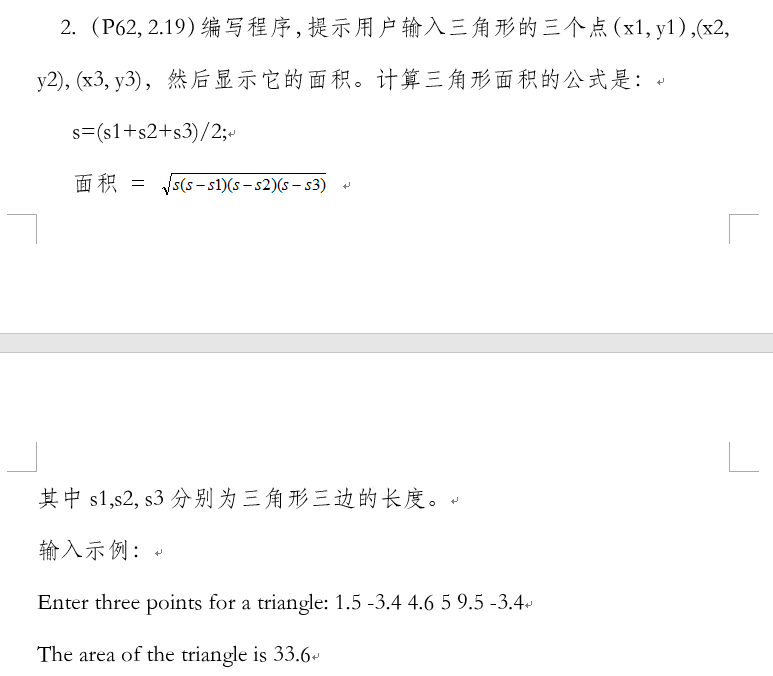 2. (P62, 2.19) 编写程序,提示用户输入三角形的三个点(x1, y1),(x2,
y2), (x3, y3)，然后显示它的面积。计算三角形面积的公式是：
s=(s1+s2+s3)/2;
面积 = √s(s−s1)(s−s2)(s−s3)
其中 s1,s2, s3 分别为三角形三边的长度。
输入示例：
Enter three points for a triangle: 1.5 -3.4 4.6 5 9.5 -3.4
The area of the triangle is 33.6